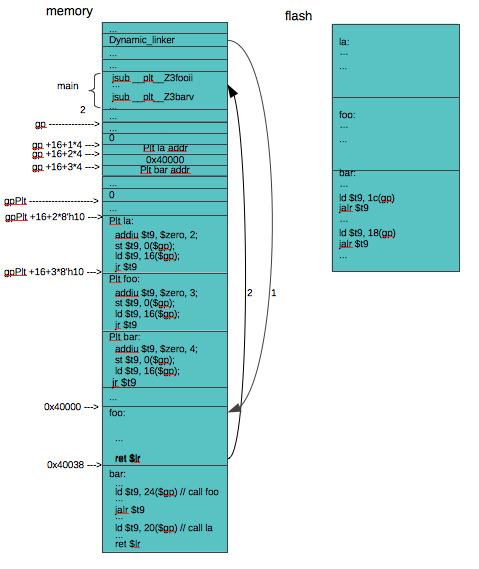 memory
flash
...
Dynamic_linker
...
...
jsub __plt__Z3fooii
...
jsub __plt__Z3barv
...
main
2
...
gp -------------->
...
0
gp +16+1*4 --->
Plt la addr
gp +16+2*4 --->
0x40000
gp +16+3*4 --->
Plt bar addr
...
0
gpPlt -------------------->
...
gpPlt +16+2*8'h10 --->
Plt la:
addiu $t9, $zero, 2;
st $t9, 0($gp);
ld $t9, 16($gp);
jr $t9
gpPlt +16+3*8'h10 --->
Plt foo:
addiu $t9, $zero, 3;
st $t9, 0($gp);
ld $t9, 16($gp);
jr $t9
Plt bar:
addiu $t9, $zero, 4;
st $t9, 0($gp);
ld $t9, 16($gp);
jr $t9
...
0x40000 --->
foo:
...
ret $lr
0x40038--->
bar:
...
ld $t9, 24($gp) // call foo
...
jalr $t9
...
ld $t9, 20($gp) // call la
...
ret $lr
2
1
la:
...
...
foo:
...
...
bar:
...
ld $t9, 1c(gp)
jalr $t9
...
ld $t9, 18(gp)
jalr $t9
...